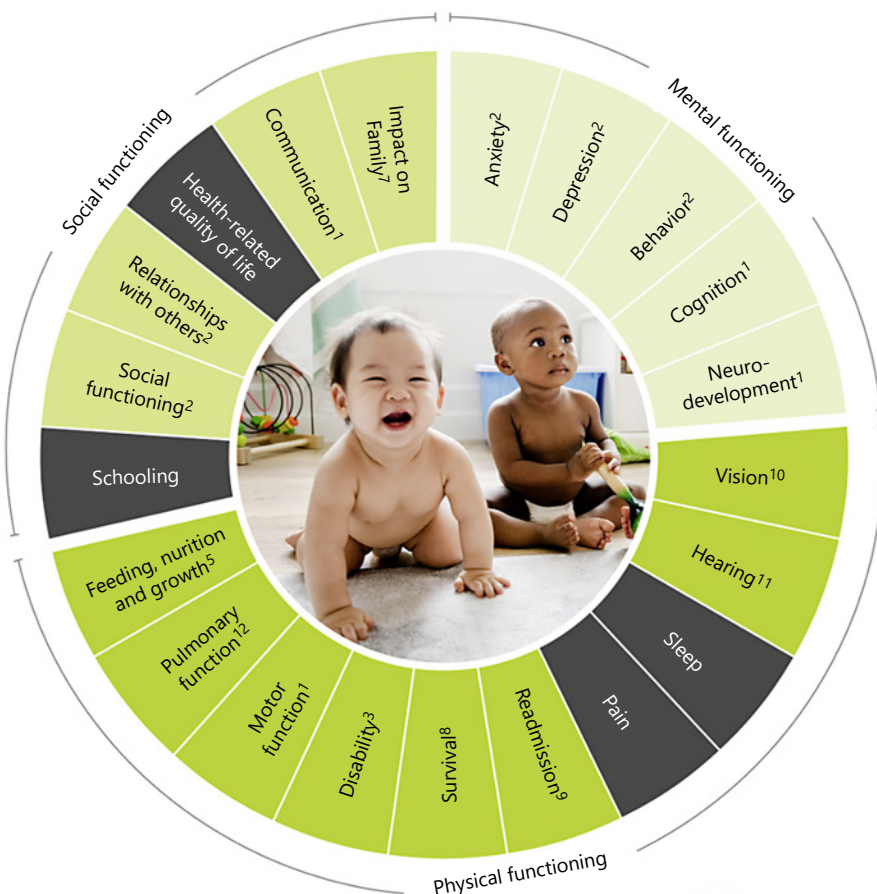 Mental functioning
Anxiety2
Depression2
Behavior2
Cognition1
Neuro-
development1
Physical functioning
Vision10
Hearing11
Sleep
Pain
Readmission9
Survival8
Disability3
Motor
function1
Pulmonary
function12
Feeding, nurition
and growth5
Social functioning
Schooling
Social
functioning2
Relationships
with others2
Health-related
quality of life
Communication1
Impact on
Family7